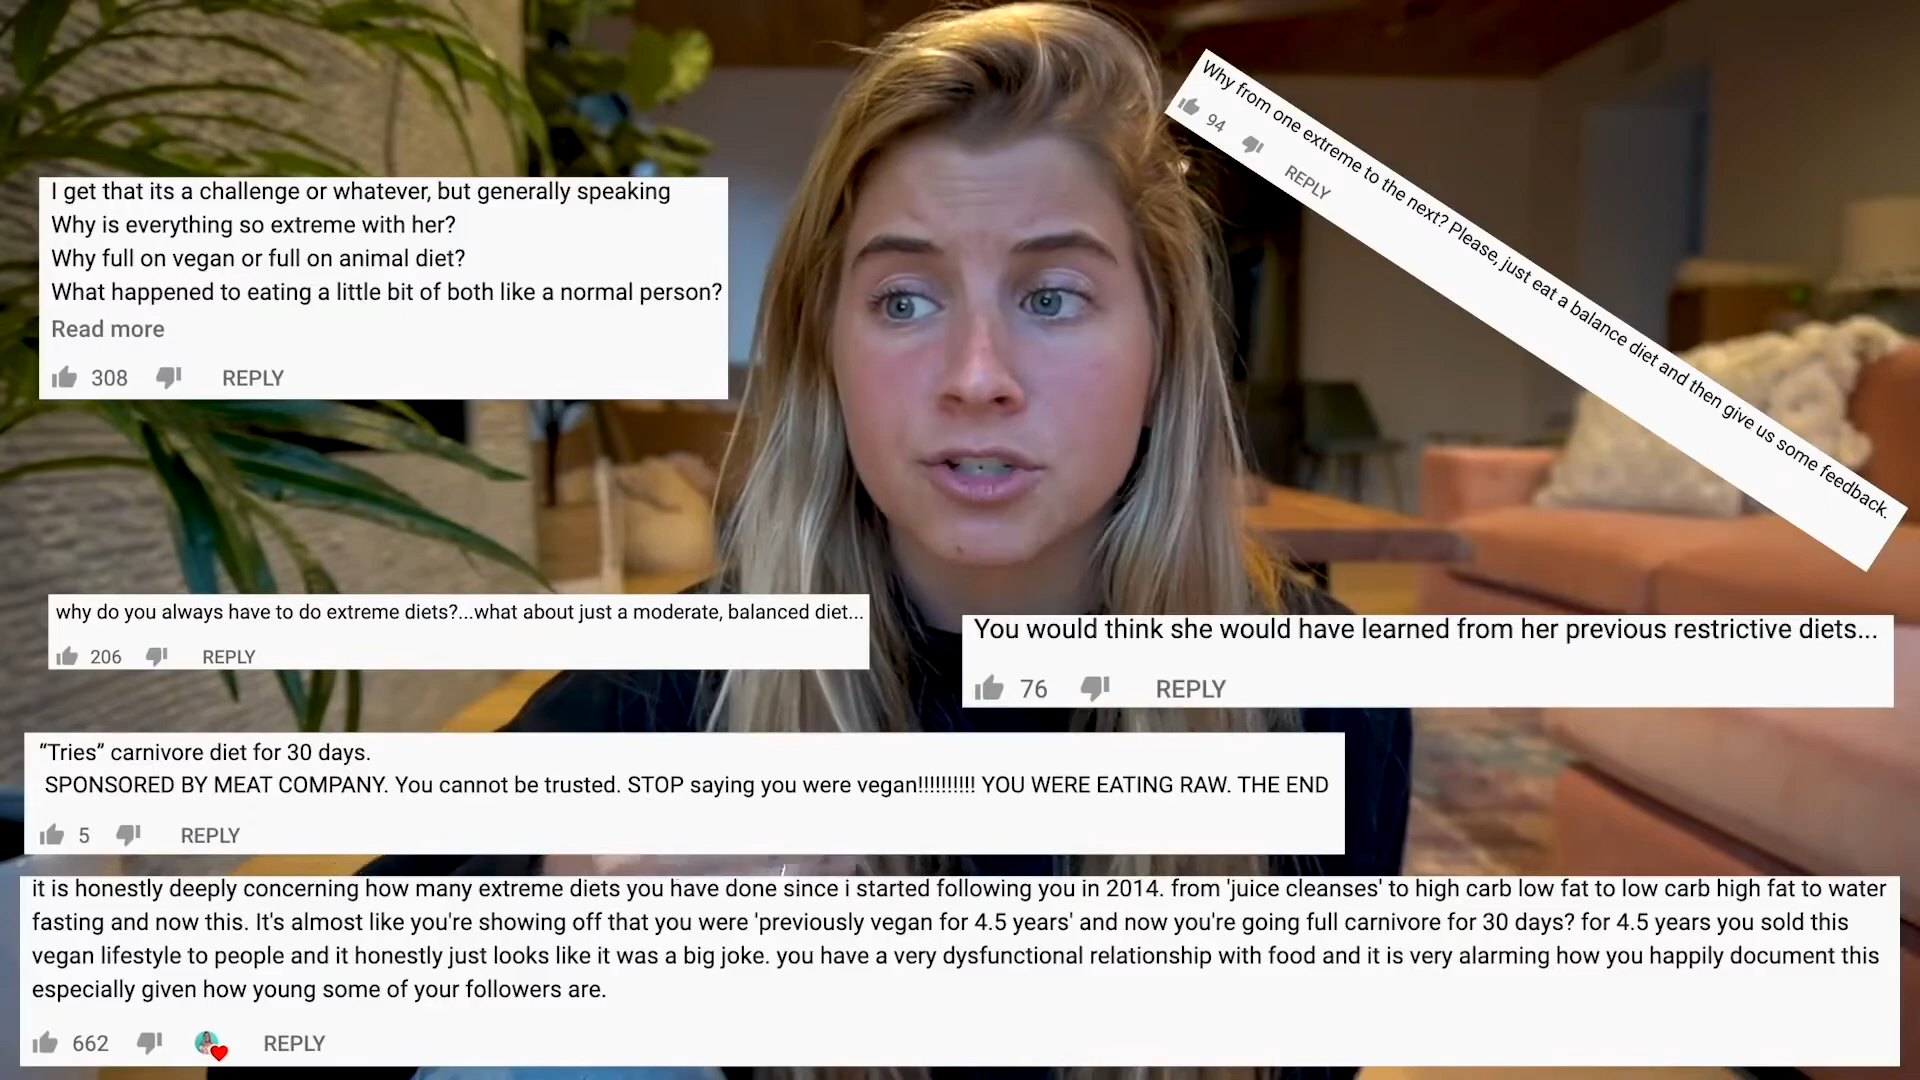 I get that its a challenge or whatever, but generally speaking
Why is everything so extreme with her?
Why full on vegan or full on animal diet?
What happened to eating a little bit of both like a normal person?
Read more
308 REPLY
Why from one extreme to the next? Please, just eat a balance diet and then give us some feedback.
94 REPLY
why do you always have to do extreme diets?...what about just a moderate, balanced diet...
206 REPLY
You would think she would have learned from her previous restrictive diets...
76 REPLY
“Tries” carnivore diet for 30 days.
SPONSORED BY MEAT COMPANY. You cannot be trusted. STOP saying you were vegan!!!!!!!!!! YOU WERE EATING RAW. THE END
5 REPLY
it is honestly deeply concerning how many extreme diets you have done since i started following you in 2014. from 'juice cleanses' to high carb low fat to low carb high fat to water
fasting and now this. It's almost like you're showing off that you were 'previously vegan for 4.5 years' and now you're going full carnivore for 30 days? for 4.5 years you sold this
vegan lifestyle to people and it honestly just looks like it was a big joke. you have a very dysfunctional relationship with food and it is very alarming how you happily document this
especially given how young some of your followers are.
662 REPLY